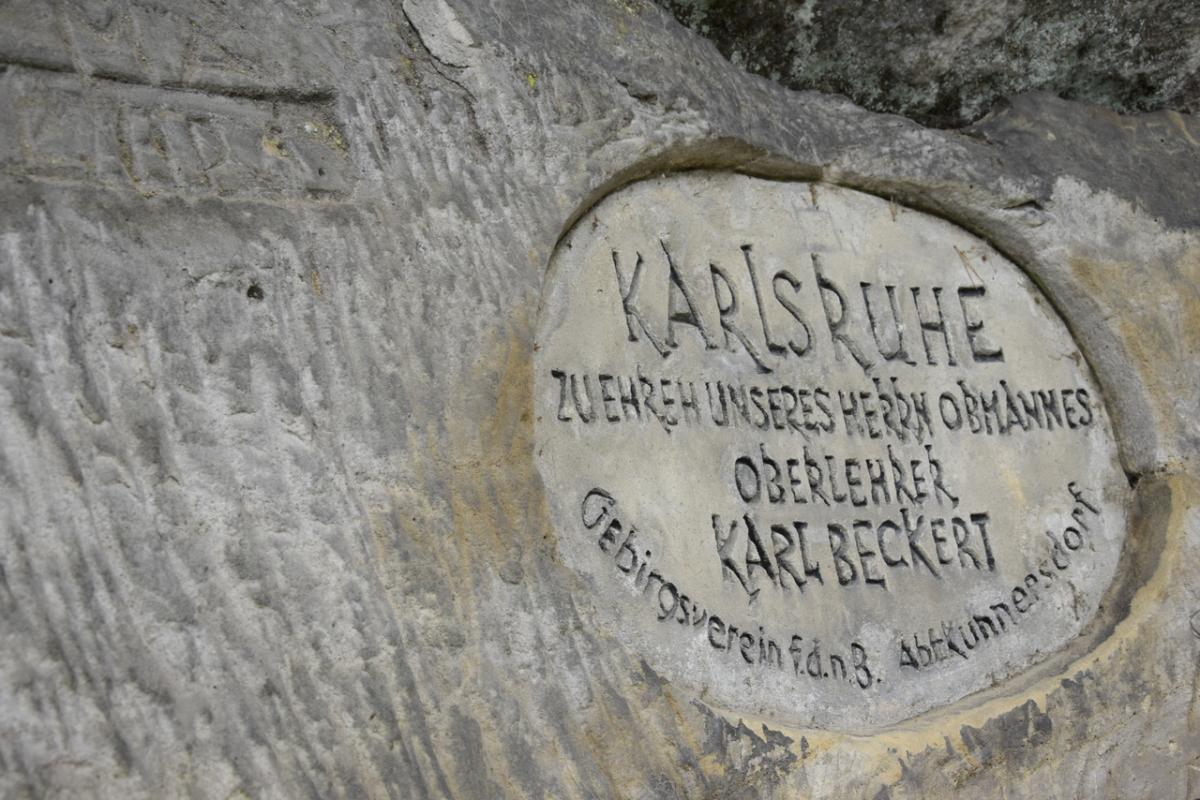 KARLSRUHE
ZU EHREN UNSERES HERRN OBMANNES
OBERLEHRER
KARL BECKERT
Gebirgsverein f.d.n.B. Abt. Kunnersdorf